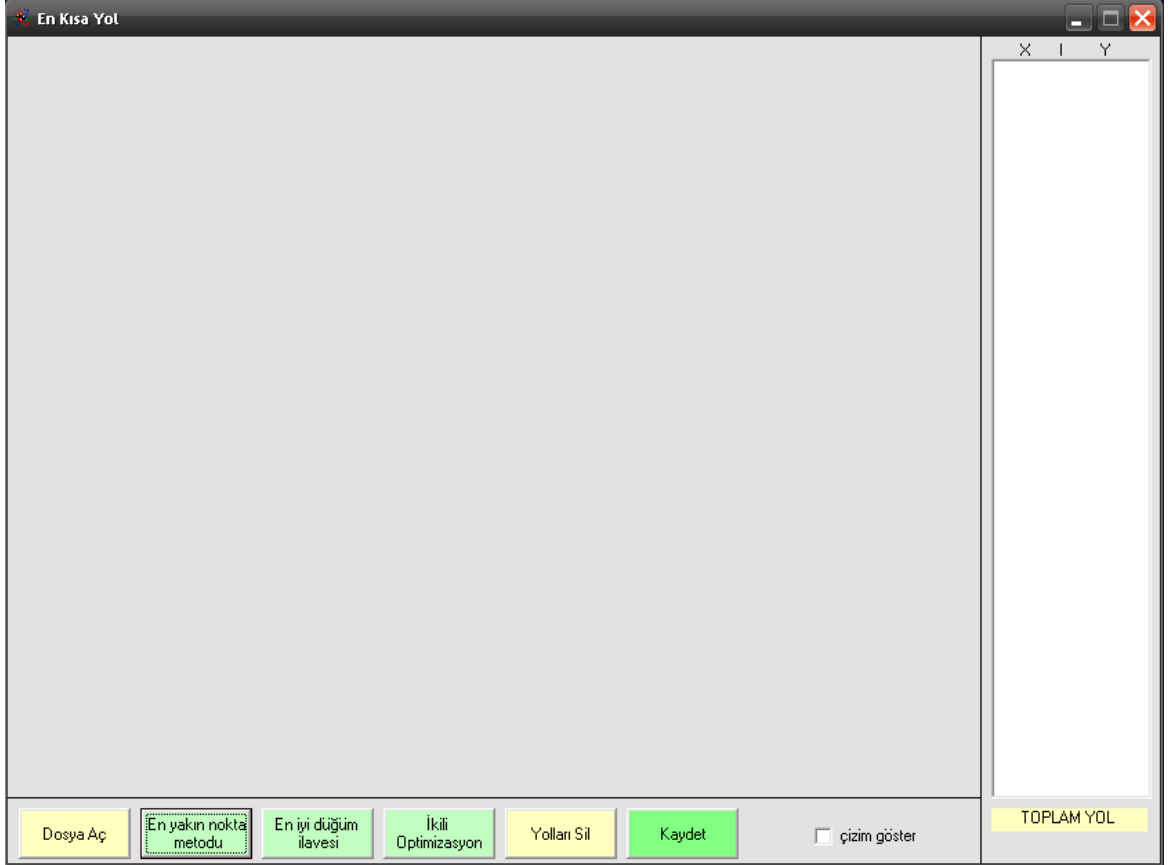 En Kısa Yol
X I Y
Dosya Aç
En yakın nokta
metodu
En iyi düğüm
ilavesi
İkili
Optimizasyon
Yolları Sil
Kaydet
çizim göster
TOPLAM YOL